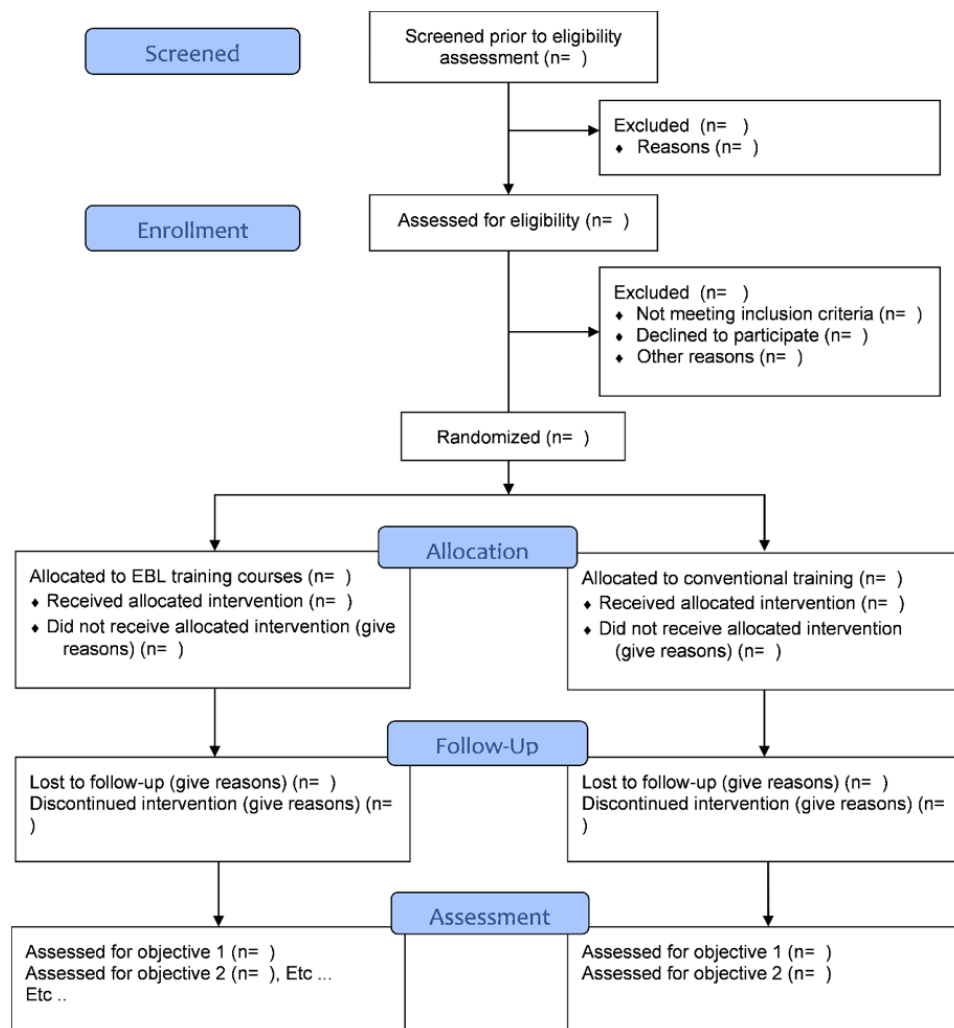 Screened
Screened prior to eligibility
assessment (n=  )
Excluded  (n=   )
♦ Reasons (n=  )
Enrollment
Assessed for eligibility (n=  )
Excluded  (n=   )
♦ Not meeting inclusion criteria (n=  )
♦ Declined to participate (n=  )
♦ Other reasons (n=  )
Randomized (n=  )
Allocation
Allocated to EBL training courses (n=  )
♦ Received allocated intervention (n=  )
♦ Did not receive allocated intervention (give
reasons) (n=  )
Allocated to conventional training (n=  )
♦ Received allocated intervention (n=  )
♦ Did not receive allocated intervention
(give reasons) (n=  )
Follow-Up
Lost to follow-up (give reasons) (n=  )
Discontinued intervention (give reasons) (n=
)
Lost to follow-up (give reasons) (n=  )
Discontinued intervention (give reasons) (n=
)
Assessment
Assessed for objective 1 (n=  )
Assessed for objective 2 (n=  ), Etc ...
Etc ..
Assessed for objective 1 (n=  )
Assessed for objective 2 (n=  )